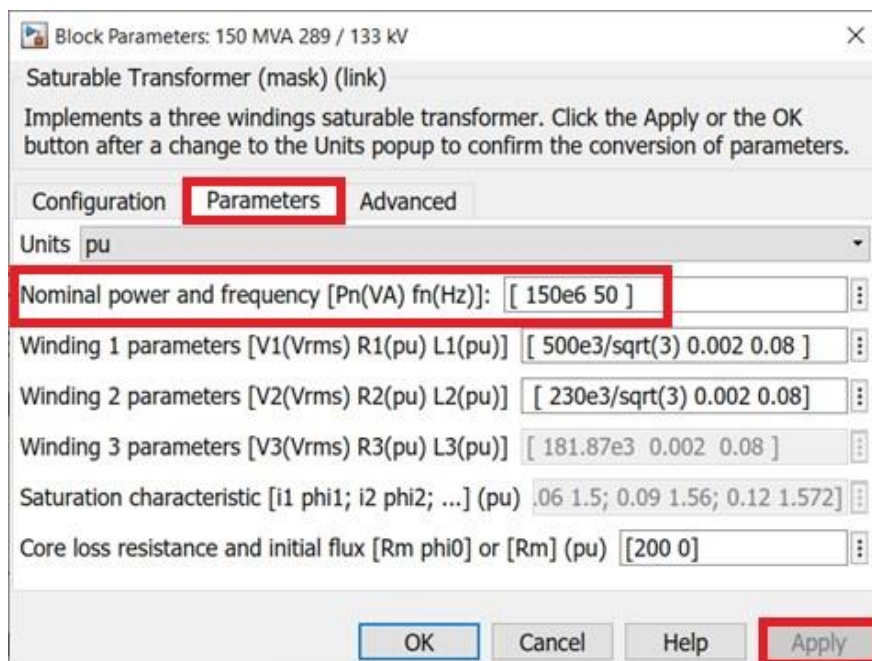 Block Parameters: 150 MVA 289 / 133 kV
Saturable Transformer (mask) (link)
Implements a three windings saturable transformer. Click the Apply or the OK
button after a change to the Units popup to confirm the conversion of parameters.
Configuration Parameters Advanced
Units pu
Nominal power and frequency [Pn(VA) fn(Hz)]: [ 150e6 50 ]
Winding 1 parameters [V1(Vrms) R1(pu) L1(pu)] [ 500e3/sqrt(3) 0.002 0.08 ]
Winding 2 parameters [V2(Vrms) R2(pu) L2(pu)] [ 230e3/sqrt(3) 0.002 0.08]
Winding 3 parameters [V3(Vrms) R3(pu) L3(pu)] [ 181.87e3 0.002 0.08 ]
Saturation characteristic [i1 phi1; i2 phi2; ...] (pu) .06 1.5; 0.09 1.56; 0.12 1.572]
Core loss resistance and initial flux [Rm phi0] or [Rm] (pu) [200 0]
OK Cancel Help Apply